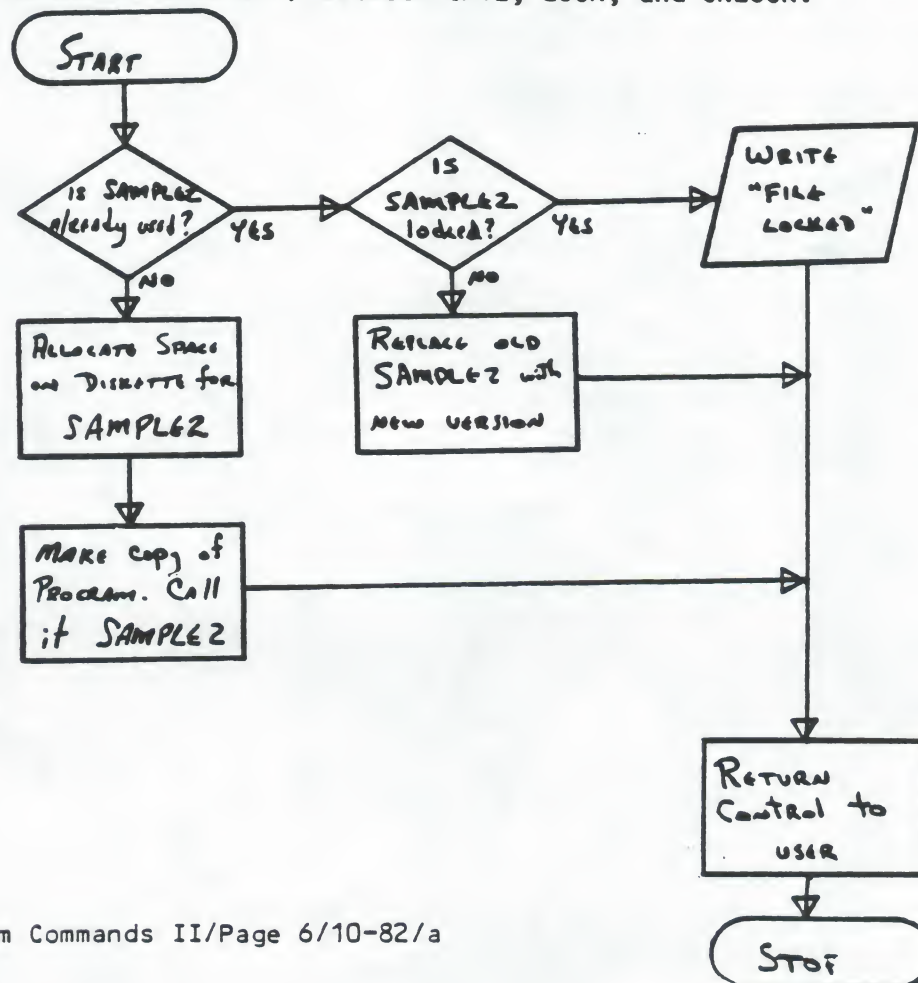 START
IS SAMPLE2
already used?
YES
NO
IS
SAMPLE2
locked?
YES
NO
WRITE
"FILE
LOCKED"
ALLOCATE SPACE
on DISKETTE for
SAMPLE2
REPLACE OLD
SAMPLE2 with
NEW VERSION
MAKE copy of
PROGRAM. CAll
it SAMPLE2
RETURN
Control to
USER
STOP
m Commands II/Page 6/10-82/a